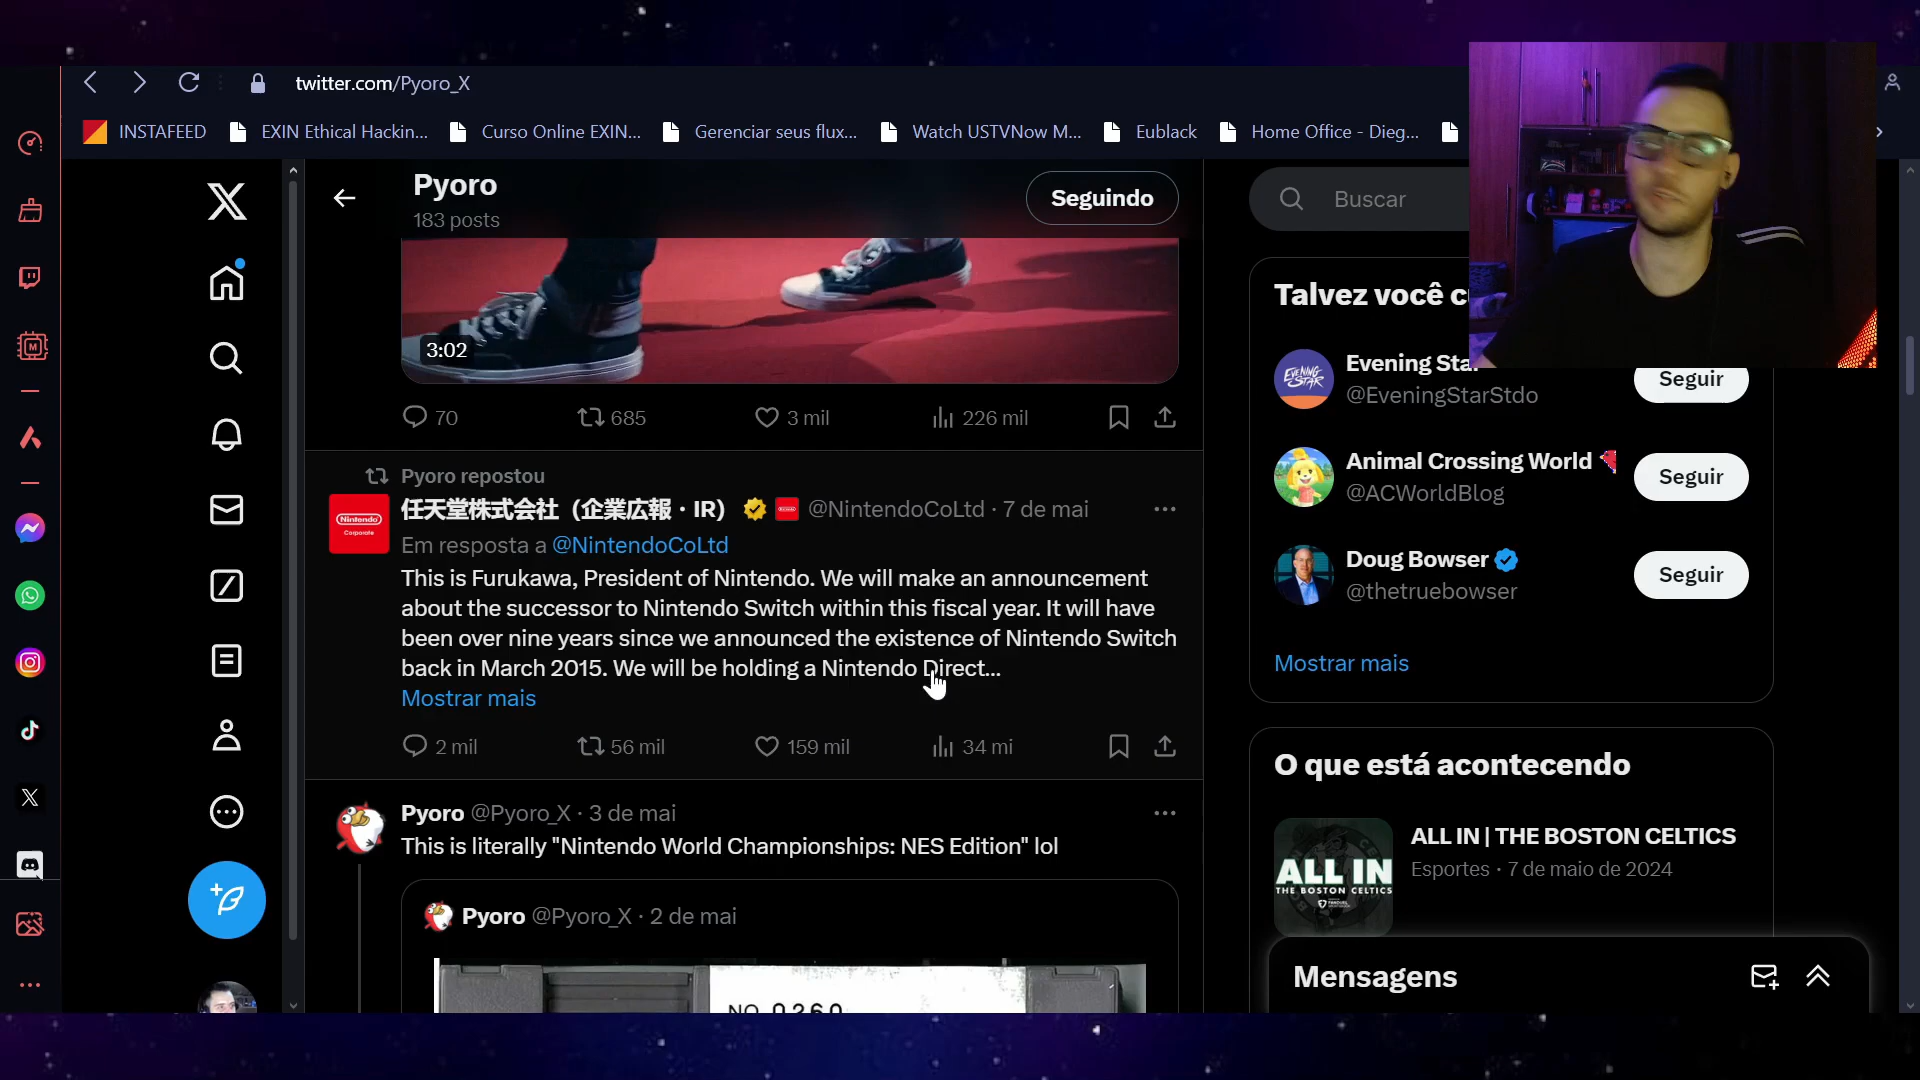 twitter.com/Pyoro_X
INSTAFEED
EXIN Ethical Hackin...
Curso Online EXIN...
Gerenciar seus flux...
Watch USTVNow M...
Eublack
Home Office - Dieg...
Pyoro
183 posts
Seguindo
3:02
70
685
3 mil
226 mil
Pyoro repostou
任天堂株式会社（企業広報・IR） @NintendoCoLtd · 7 de mai
Nintendo
Corporate
Em resposta a @NintendoCoLtd
This is Furukawa, President of Nintendo. We will make an announcement
about the successor to Nintendo Switch within this fiscal year. It will have
been over nine years since we announced the existence of Nintendo Switch
back in March 2015. We will be holding a Nintendo Direct...
Mostrar mais
2 mil
56 mil
159 mil
34 mi
Pyoro @Pyoro_X · 3 de mai
This is literally "Nintendo World Championships: NES Edition" lol
Pyoro @Pyoro_X · 2 de mai
NO. 0260
Buscar
Talvez você c
EVENING STAR
Evening Sta
@EveningStarStdo
Seguir
Animal Crossing World
@ACWorldBlog
Seguir
Doug Bowser
@thetruebowser
Seguir
Mostrar mais
O que está acontecendo
ALL IN
THE BOSTON CELTICS
ALL IN | THE BOSTON CELTICS
Esportes · 7 de maio de 2024
Mensagens